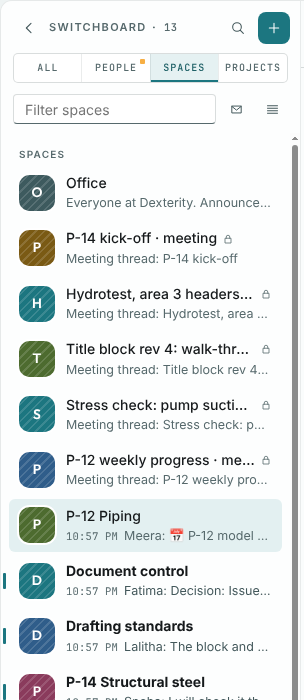 SWITCHBOARD · 13
ALL PEOPLE SPACES PROJECTS
Filter spaces
SPACES
O Office
Everyone at Dexterity. Announce...
P P-14 kick-off · meeting
Meeting thread: P-14 kick-off
H Hydrotest, area 3 headers...
Meeting thread: Hydrotest, area ...
T Title block rev 4: walk-thr...
Meeting thread: Title block rev 4...
S Stress check: pump sucti...
Meeting thread: Stress check: p...
P P-12 weekly progress · me...
Meeting thread: P-12 weekly pro...
P P-12 Piping
10:57 PM Meera: 📅 P-12 model ...
D Document control
10:57 PM Fatima: Decision: Issue...
D Drafting standards
10:57 PM Lalitha: The block and ...
P P-14 Structural steel